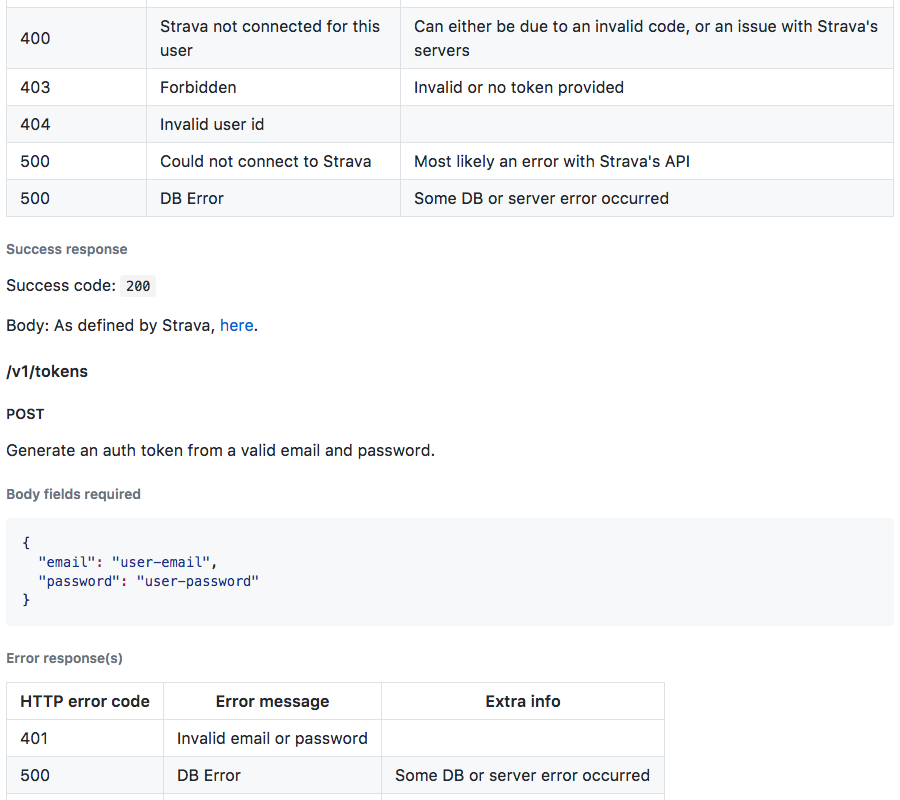 400 Strava not connected for this user Can either be due to an invalid code, or an issue with Strava's servers
403 Forbidden Invalid or no token provided
404 Invalid user id
500 Could not connect to Strava Most likely an error with Strava's API
500 DB Error Some DB or server error occurred
Success response
Success code: 200
Body: As defined by Strava, here.
/v1/tokens
POST
Generate an auth token from a valid email and password.
Body fields required
{
"email": "user-email",
"password": "user-password"
}
Error response(s)
HTTP error code Error message Extra info
401 Invalid email or password
500 DB Error Some DB or server error occurred